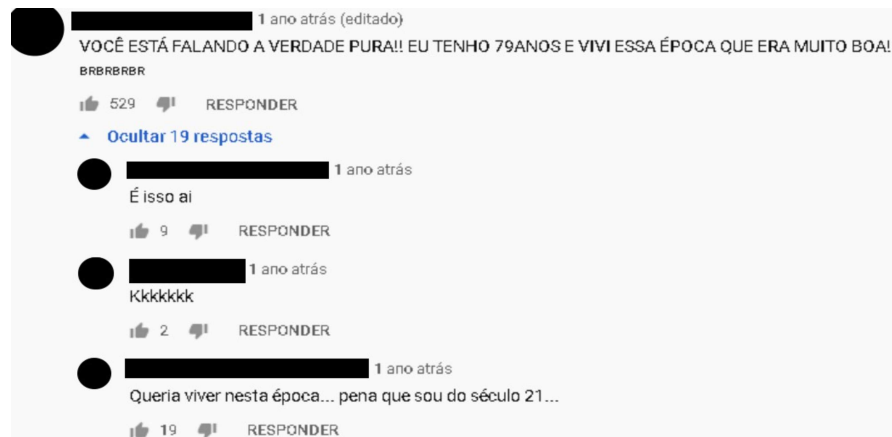 1 ano atrás (editado)
VOCÊ ESTÁ FALANDO A VERDADE PURA!! EU TENHO 79ANOS E VIVI ESSA ÉPOCA QUE ERA MUITO BOA!
BRBRBRBR
529 RESPONDER
Ocultar 19 respostas
1 ano atrás
É isso ai
9 RESPONDER
1 ano atrás
Kkkkkkk
2 RESPONDER
1 ano atrás
Queria viver nesta época... pena que sou do século 21...
19 RESPONDER